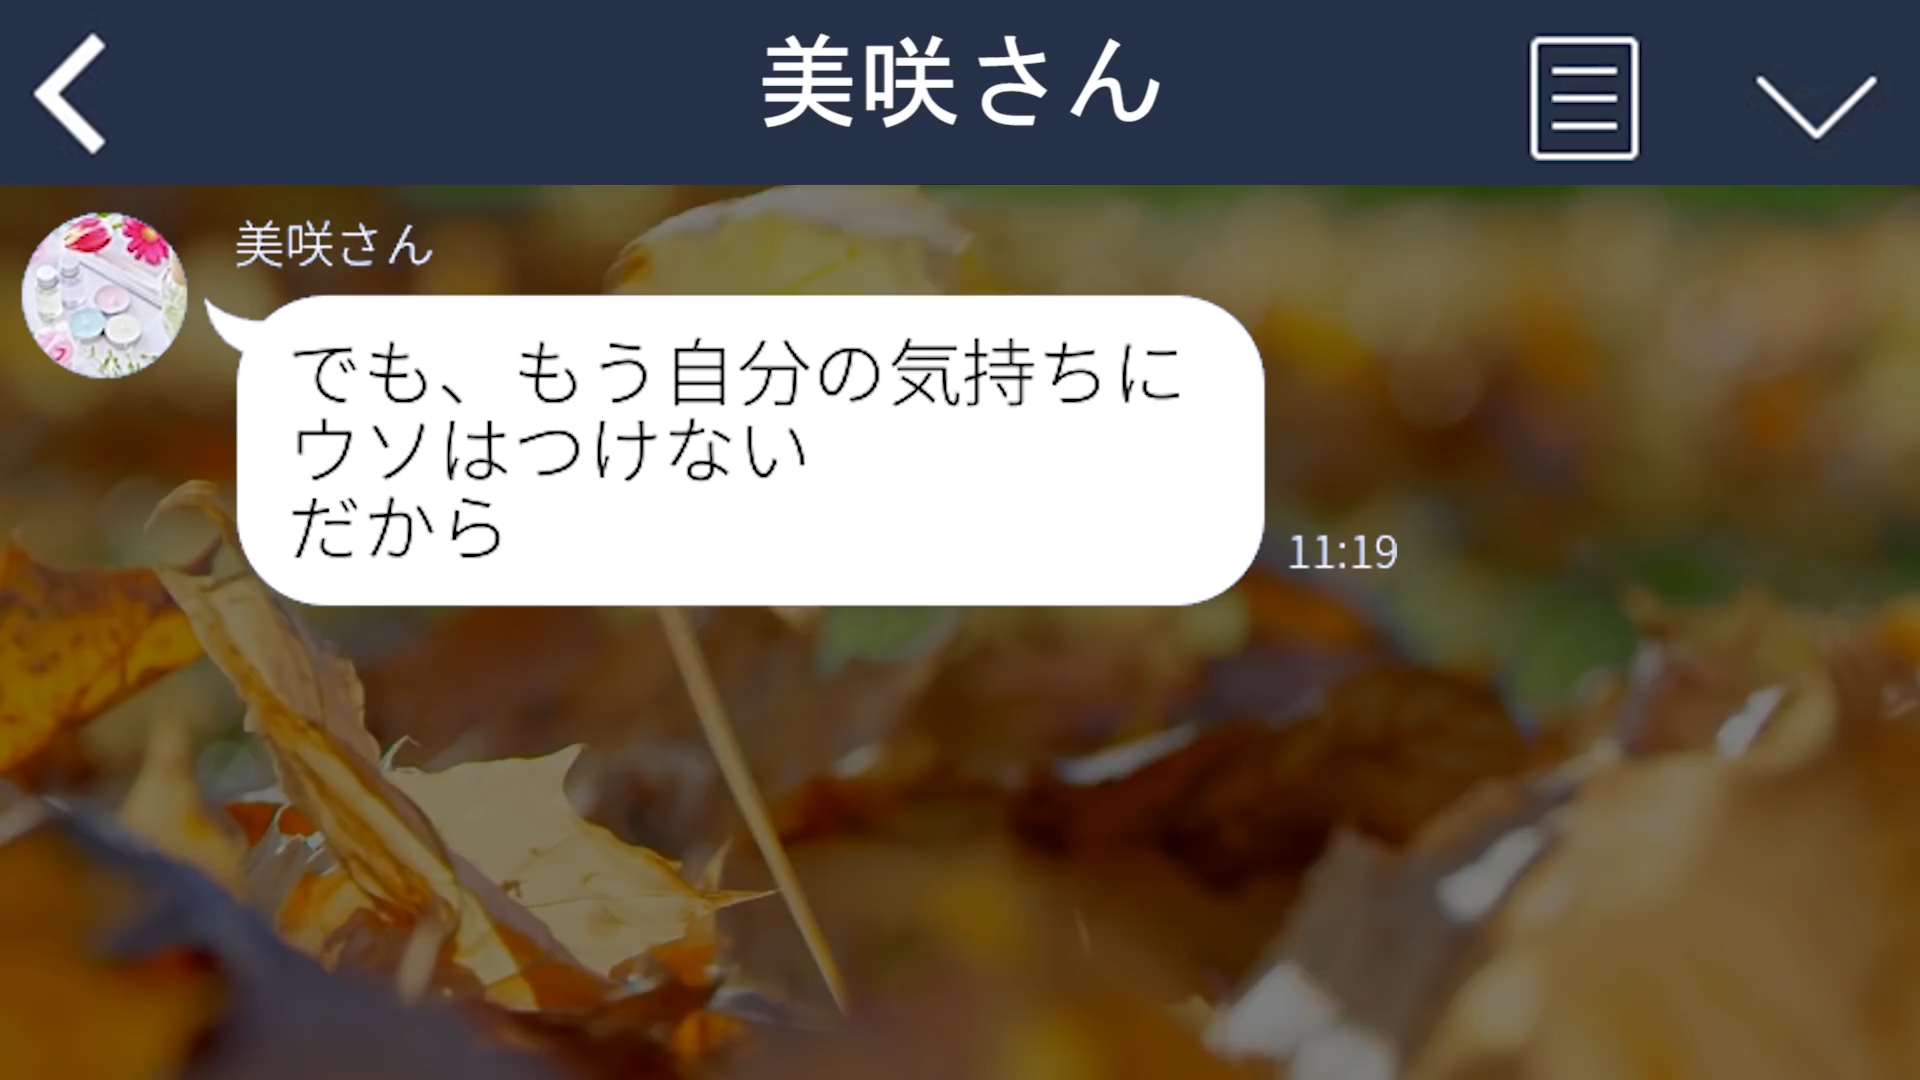 美咲さん
美咲さん
でも、もう自分の気持ちに
ウソはつけない
だから
11:19